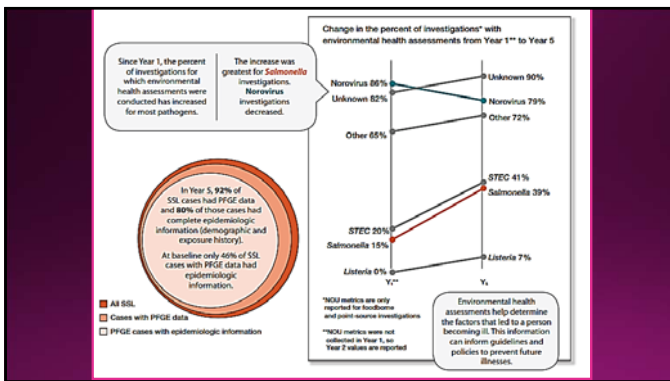 Since Year 1, the percent
of investigations for
which environmental
health assessments were
conducted has increased
for most pathogens.
The increase was
greatest for Salmonella
investigations.
Norovirus
investigations
decreased.
In Year 5, 92% of
SSL cases had PFGE data
and 80% of those cases had
complete epidemiologic
information (demographic and
exposure history).
At baseline only 46% of SSL
cases with PFGE data had
epidemiologic
information.
All SSL
Cases with PFGE data
PFGE cases with epidemiologic information
Change in the percent of investigations* with
environmental health assessments from Year 1** to Year 5
Norovirus 86%
Unknown 82%
Other 65%
STEC 20%
Salmonella 15%
Listeria 0%
Unknown 90%
Norovirus 79%
Other 72%
STEC 41%
Salmonella 39%
Listeria 7%
Y₁**
Y₅
*NOU metrics are only
reported for foodborne
and point-source investigations
**NOU metrics were not
collected in Year 1, so
Year 2 values are reported
Environmental health
assessments help determine
the factors that led to a person
becoming ill. This information
can inform guidelines and
policies to prevent future
illnesses.